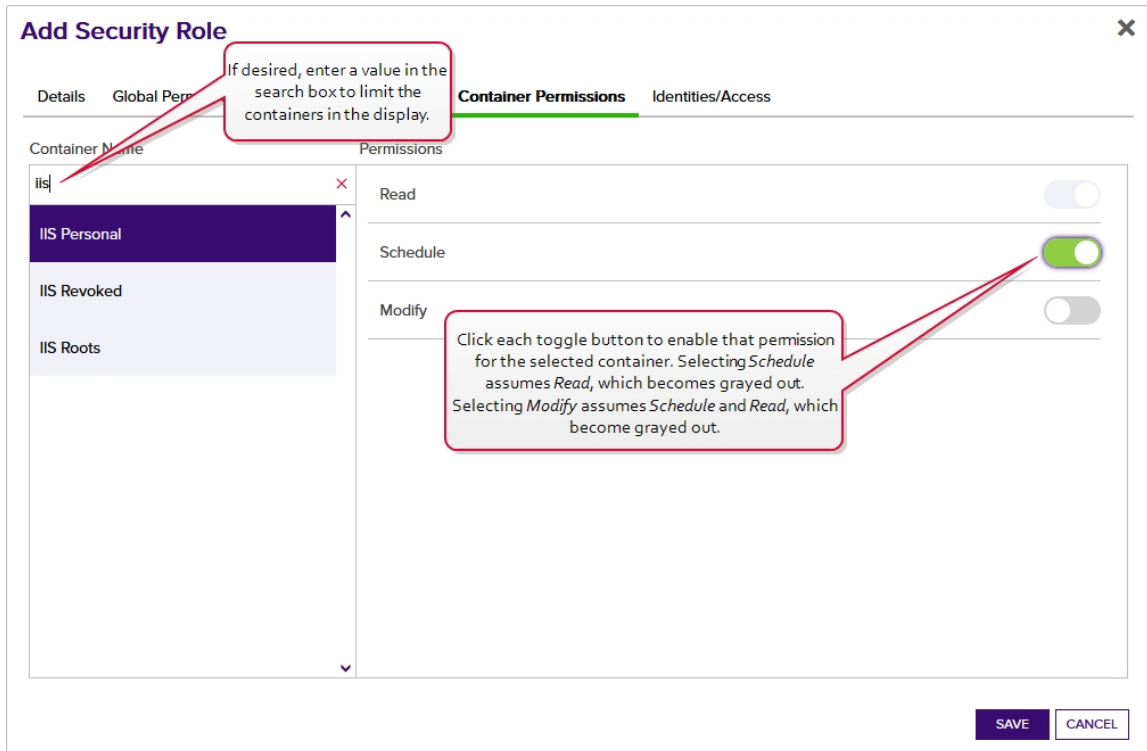 Add Security Role
If desired, enter a value in the
search box to limit the
containers in the display.
Details Global Per Container Permissions Identities/Access
Container Name Permissions
iis
Read
IIS Personal
Schedule
IIS Revoked
Modify
IIS Roots
Click each toggle button to enable that permission
for the selected container. Selecting Schedule
assumes Read, which becomes grayed out.
Selecting Modify assumes Schedule and Read, which
become grayed out.
SAVE CANCEL